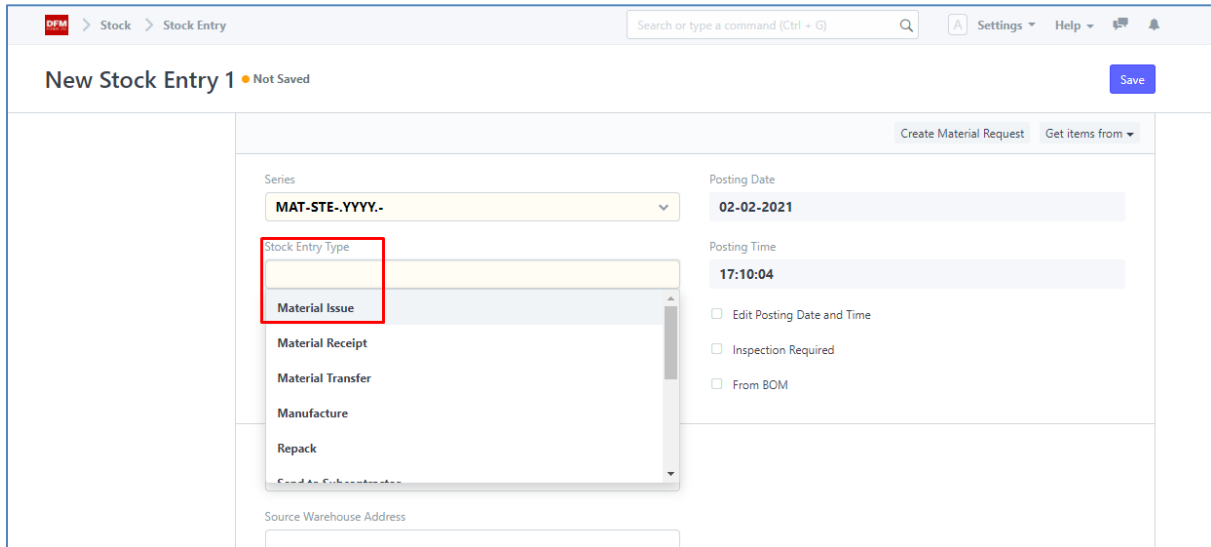 DFM > Stock > Stock Entry
Search or type a command (Ctrl + G)
A Settings Help
New Stock Entry 1 Not Saved
Save
Create Material Request Get items from
Series
MAT-STE-.YYYY.-
Posting Date
02-02-2021
Stock Entry Type
Posting Time
17:10:04
Material Issue
Material Receipt
Material Transfer
Manufacture
Repack
Send to Subcontractor
Edit Posting Date and Time
Inspection Required
From BOM
Source Warehouse Address